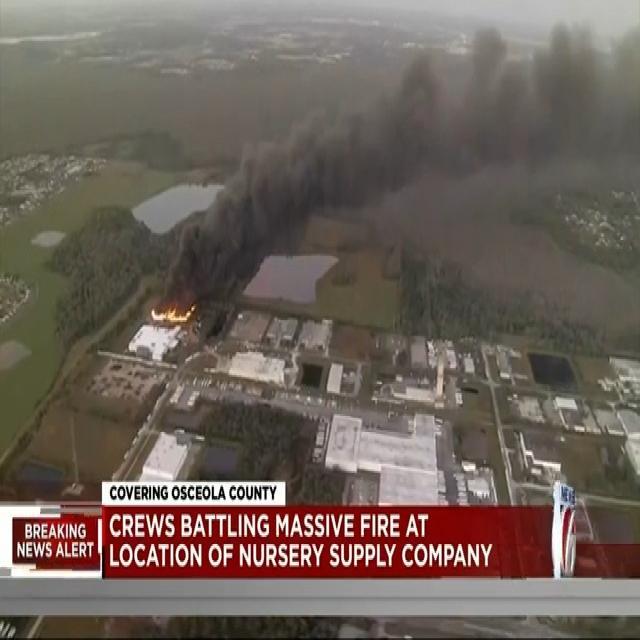 COVERING OSCEOLA COUNTY
BREAKING
NEWS ALERT
CREWS BATTLING MASSIVE FIRE AT
LOCATION OF NURSERY SUPPLY COMPANY